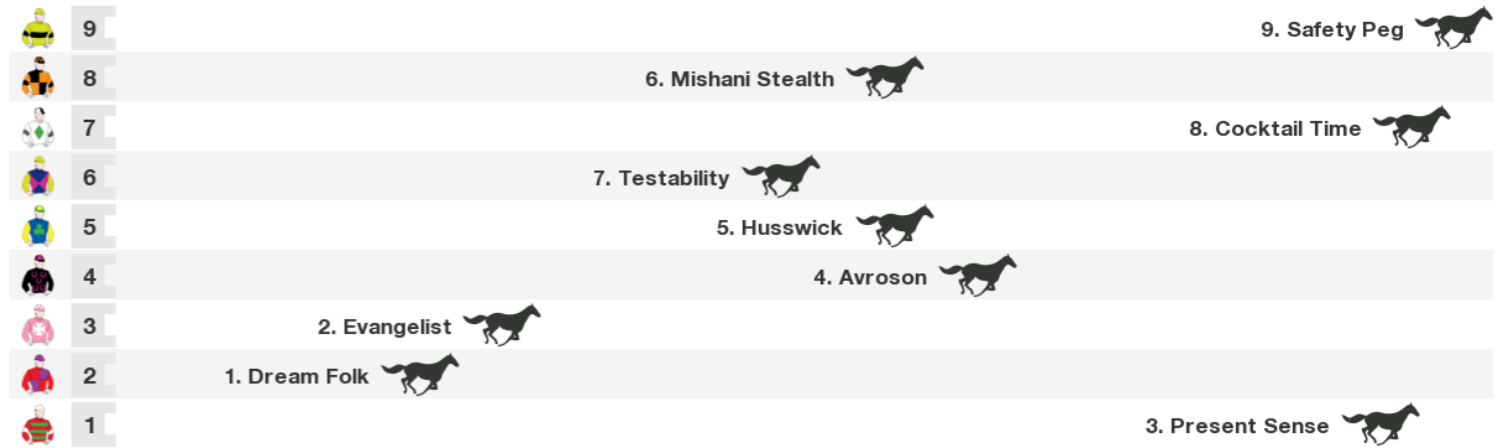 9 9. Safety Peg
8 6. Mishani Stealth
7 8. Cocktail Time
6 7. Testability
5 5. Husswick
4 4. Avroson
3 2. Evangelist
2 1. Dream Folk
1 3. Present Sense